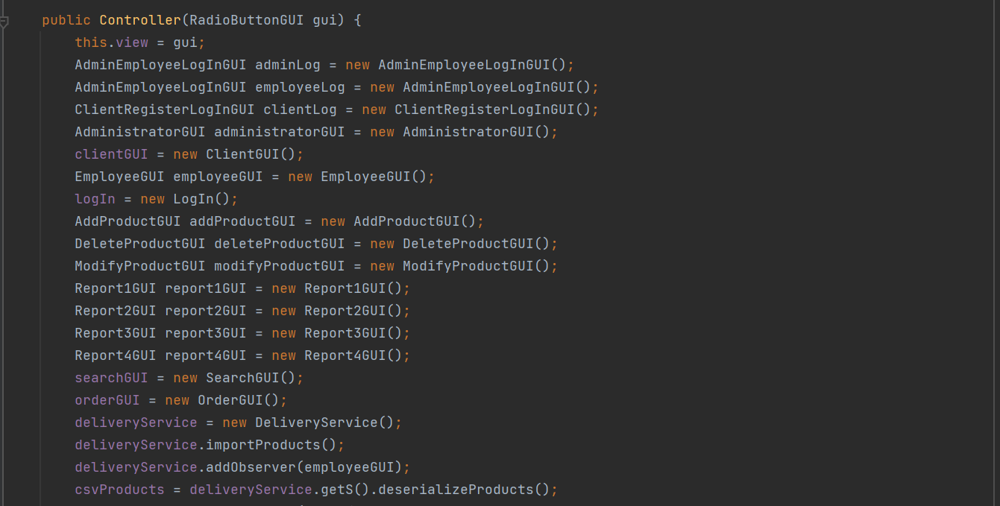 public Controller(RadioButtonGUI gui) {
this.view = gui;
AdminEmployeeLogInGUI adminLog = new AdminEmployeeLogInGUI();
AdminEmployeeLogInGUI employeeLog = new AdminEmployeeLogInGUI();
ClientRegisterLogInGUI clientLog = new ClientRegisterLogInGUI();
AdministratorGUI administratorGUI = new AdministratorGUI();
clientGUI = new ClientGUI();
EmployeeGUI employeeGUI = new EmployeeGUI();
logIn = new LogIn();
AddProductGUI addProductGUI = new AddProductGUI();
DeleteProductGUI deleteProductGUI = new DeleteProductGUI();
ModifyProductGUI modifyProductGUI = new ModifyProductGUI();
Report1GUI report1GUI = new Report1GUI();
Report2GUI report2GUI = new Report2GUI();
Report3GUI report3GUI = new Report3GUI();
Report4GUI report4GUI = new Report4GUI();
searchGUI = new SearchGUI();
orderGUI = new OrderGUI();
deliveryService = new DeliveryService();
deliveryService.importProducts();
deliveryService.addObserver(employeeGUI);
csvProducts = deliveryService.getS().deserializeProducts();